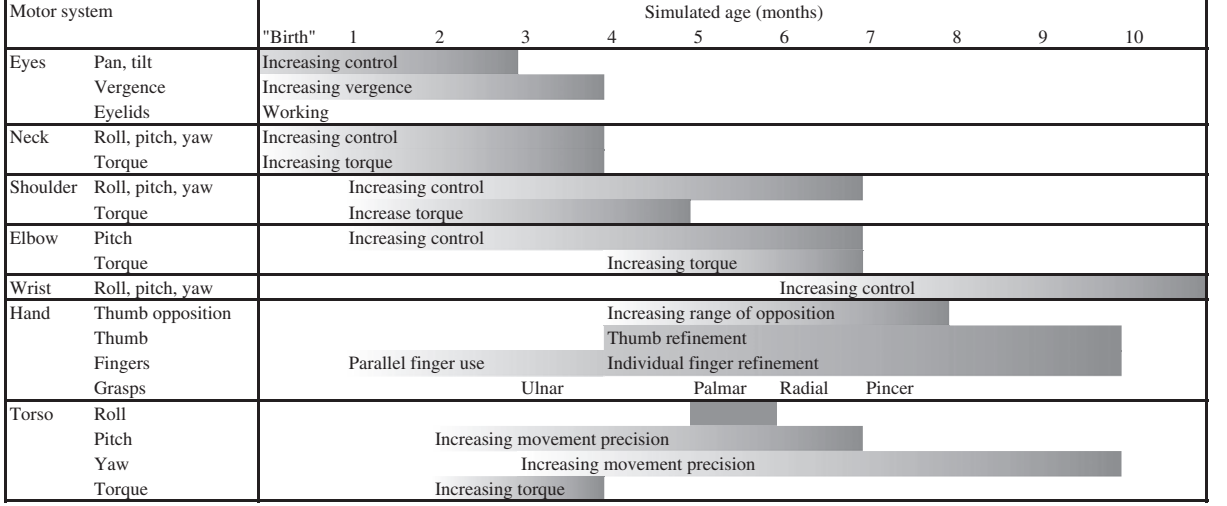 Motor system Simulated age (months)
"Birth" 1 2 3 4 5 6 7 8 9 10
Eyes Pan, tilt Increasing control
Vergence Increasing vergence
Eyelids Working
Neck Roll, pitch, yaw Increasing control
Torque Increasing torque
Shoulder Roll, pitch, yaw Increasing control
Torque Increase torque
Elbow Pitch Increasing control
Torque Increasing torque
Wrist Roll, pitch, yaw Increasing control
Hand Thumb opposition Increasing range of opposition
Thumb Thumb refinement
Fingers Parallel finger use Individual finger refinement
Grasps Ulnar Palmar Radial Pincer
Torso Roll
Pitch Increasing movement precision
Yaw Increasing movement precision
Torque Increasing torque